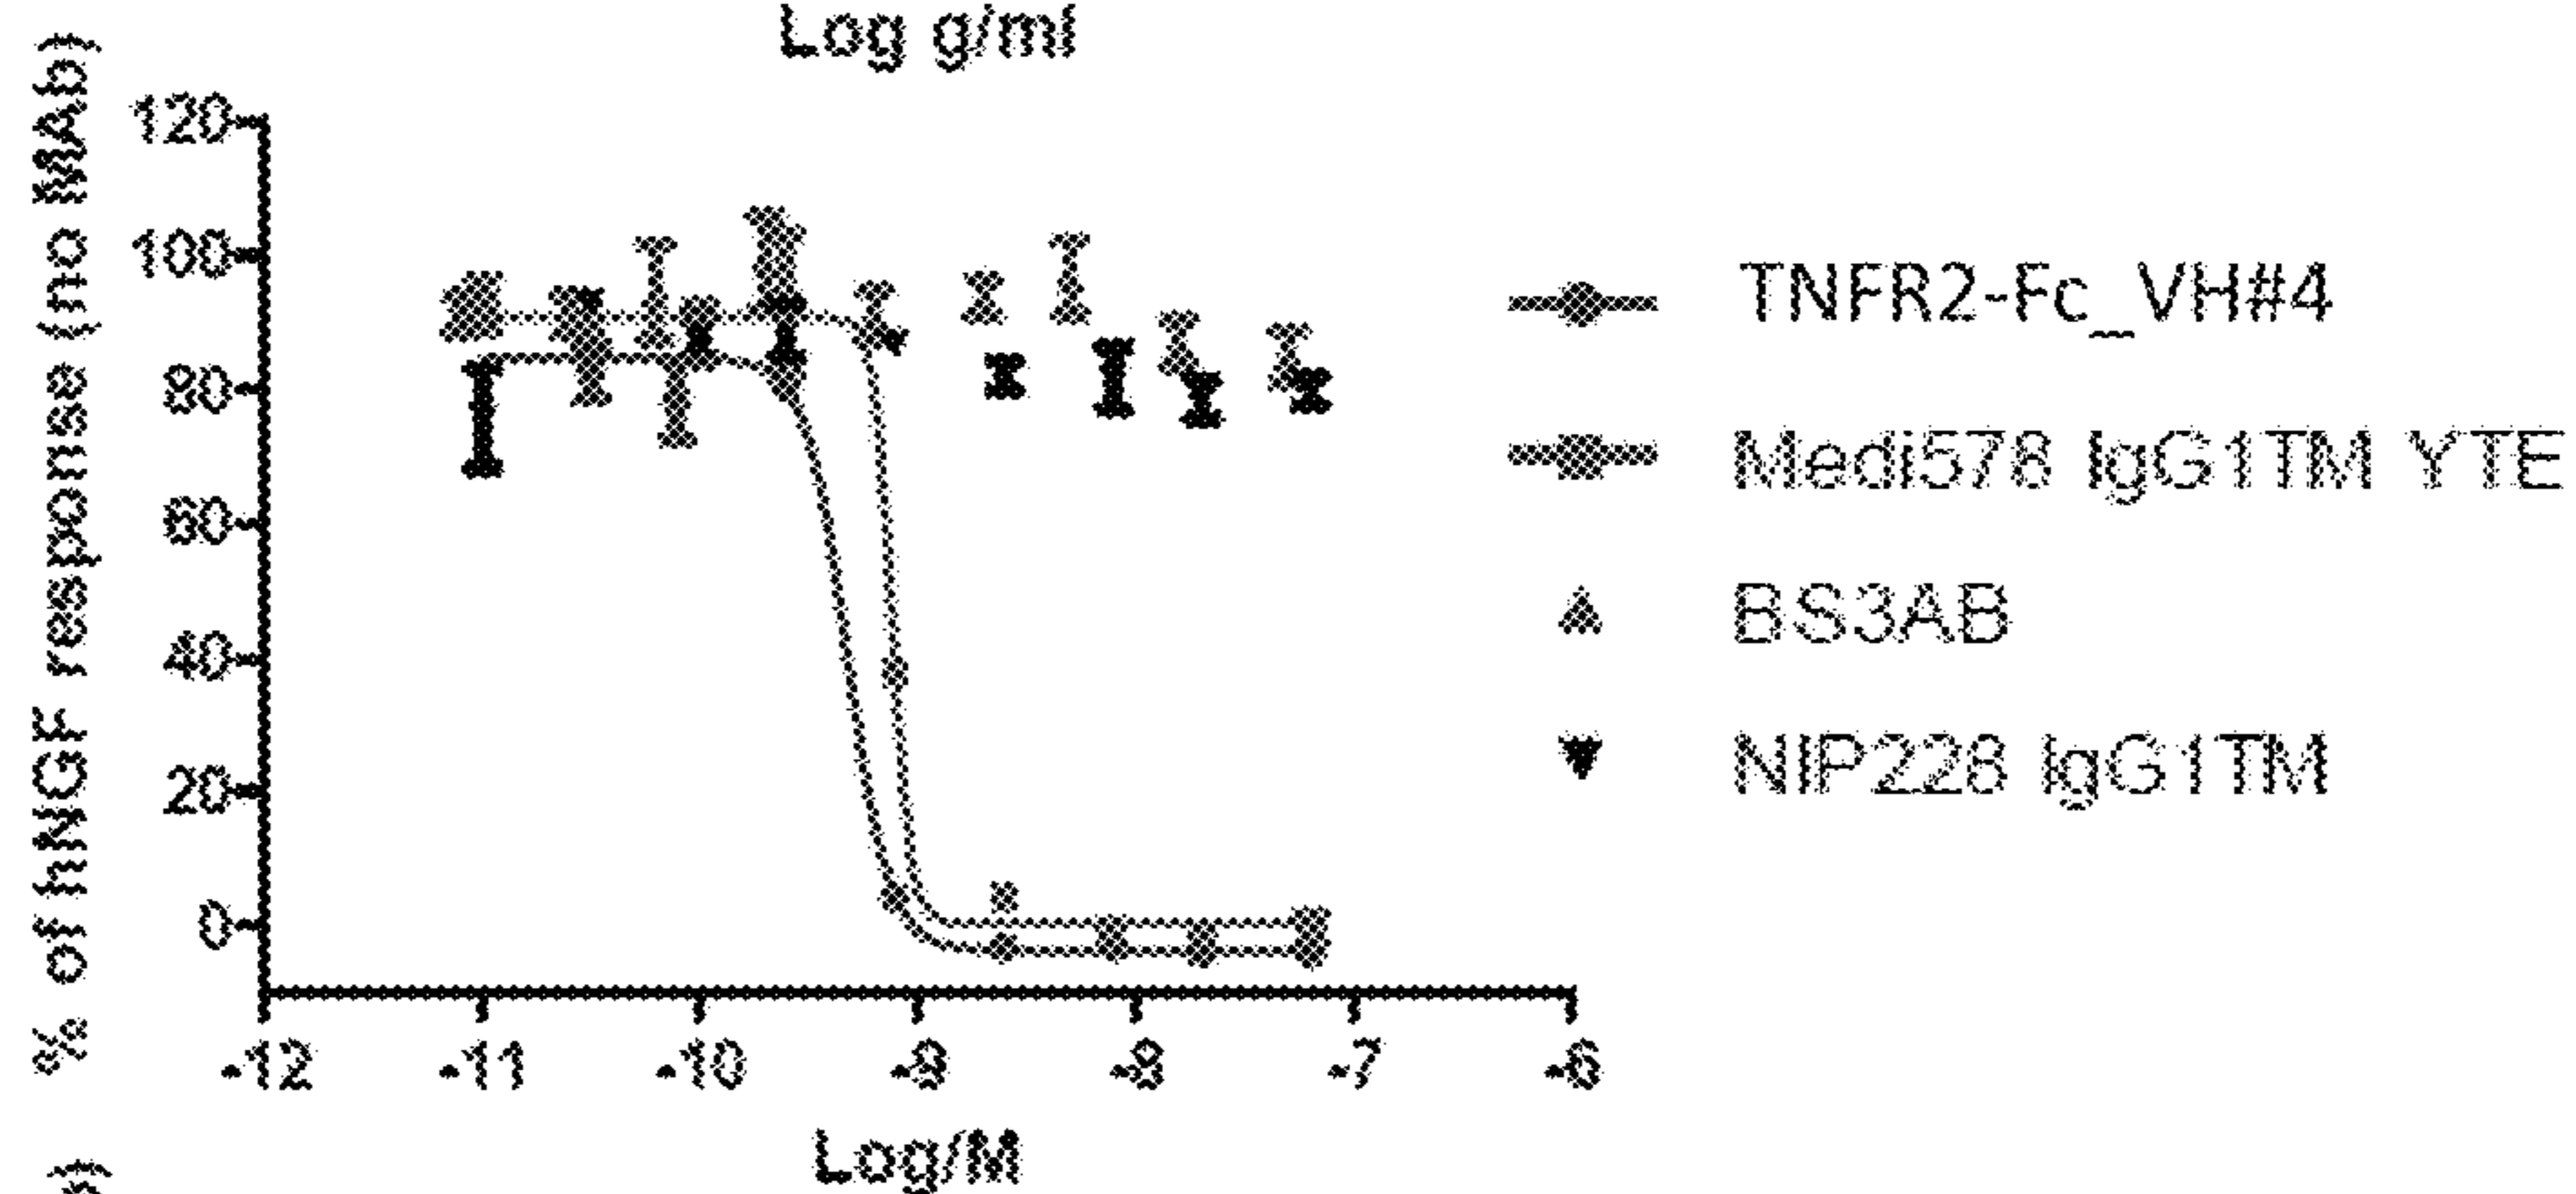 Log g/ml
% of hNGF response (no MAb)
120
100
80
60
40
20
0
-12 -11 -10 -9 -8 -7 -6
Log/M
TNFR2-Fc_VH#4
Medi578 IgG1TM YTE
BS3AB
NIP228 IgG1TM